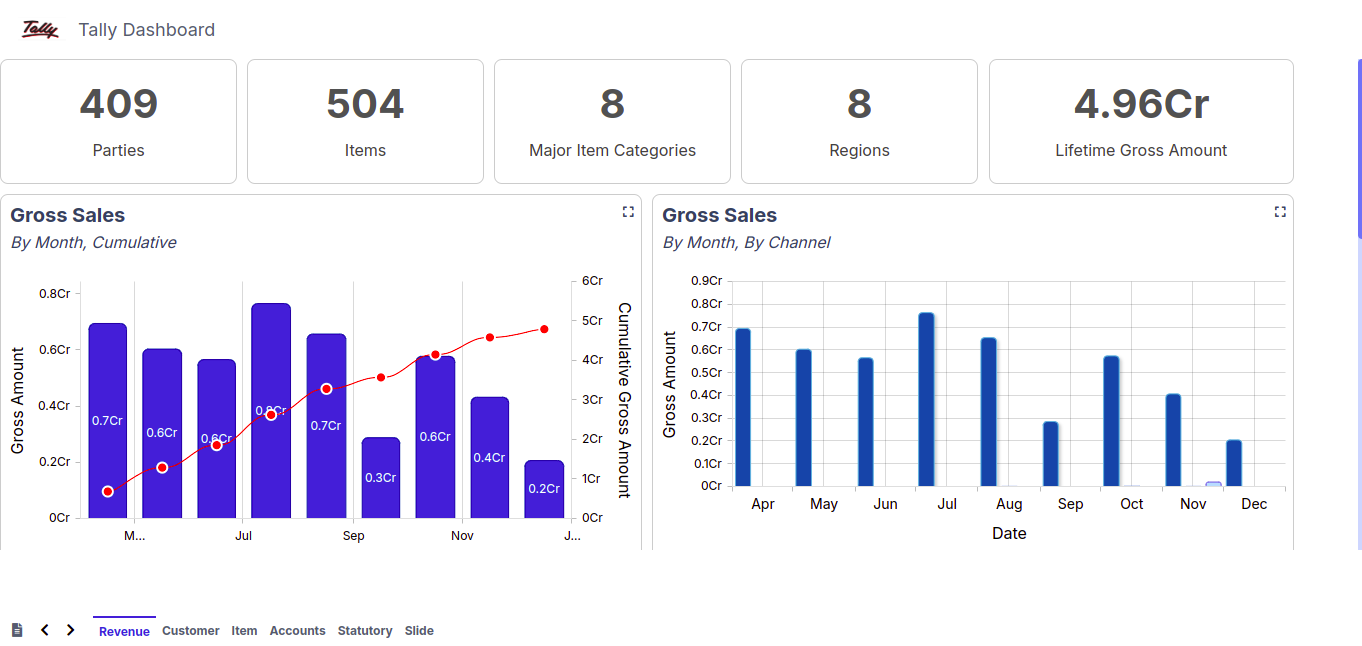 Tally Tally Dashboard
409
Parties
504
Items
8
Major Item Categories
8
Regions
4.96Cr
Lifetime Gross Amount
Gross Sales
By Month, Cumulative
Gross Amount
0.8Cr
0.6Cr
0.4Cr
0.2Cr
0Cr
0.7Cr
0.6Cr
0.6Cr
0.8Cr
0.7Cr
0.3Cr
0.6Cr
0.4Cr
0.2Cr
6Cr
5Cr
4Cr
3Cr
2Cr
1Cr
0Cr
Cumulative Gross Amount
M... Jul Sep Nov J...
Gross Sales
By Month, By Channel
Gross Amount
0.9Cr
0.8Cr
0.7Cr
0.6Cr
0.5Cr
0.4Cr
0.3Cr
0.2Cr
0.1Cr
0Cr
Apr May Jun Jul Aug Sep Oct Nov Dec
Date
Revenue Customer Item Accounts Statutory Slide